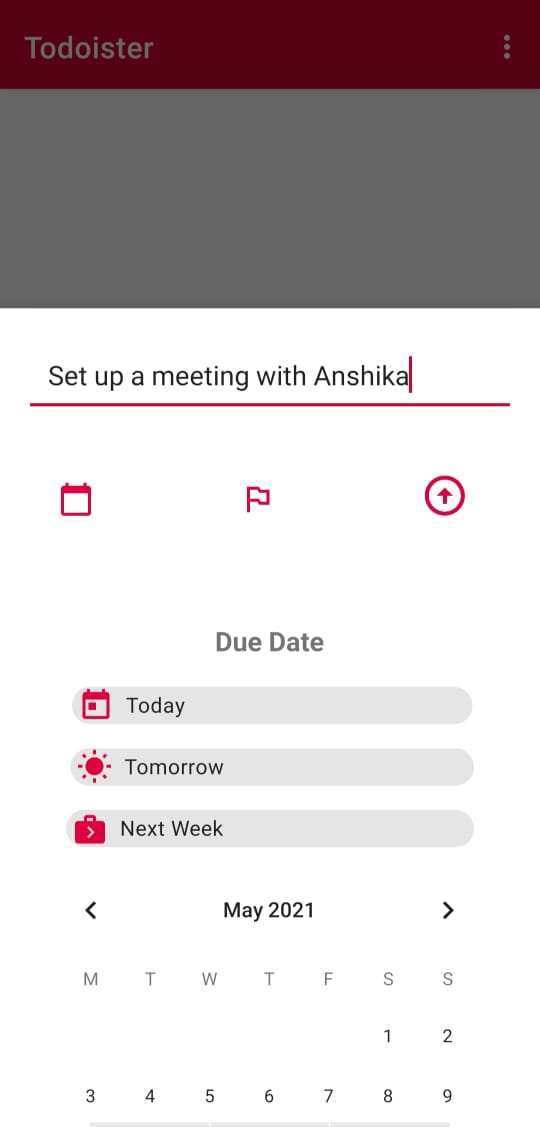 Todoister
Set up a meeting with Anshika
Due Date
Today
Tomorrow
Next Week
May 2021
M T W T F S S
1 2
3 4 5 6 7 8 9